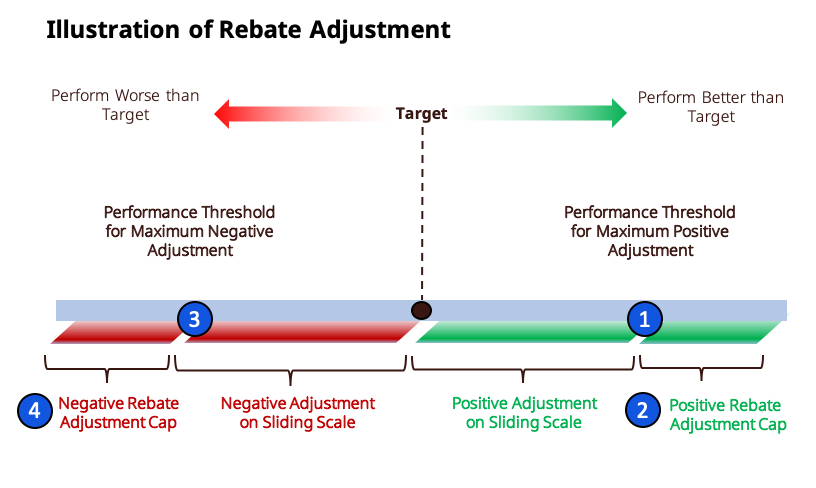 Illustration of Rebate Adjustment
Perform Worse than
Target
Target
Perform Better than
Target
Performance Threshold
for Maximum Negative
Adjustment
Performance Threshold
for Maximum Positive
Adjustment
3
1
4
Negative Rebate
Adjustment Cap
Negative Adjustment
on Sliding Scale
Positive Adjustment
on Sliding Scale
2
Positive Rebate
Adjustment Cap